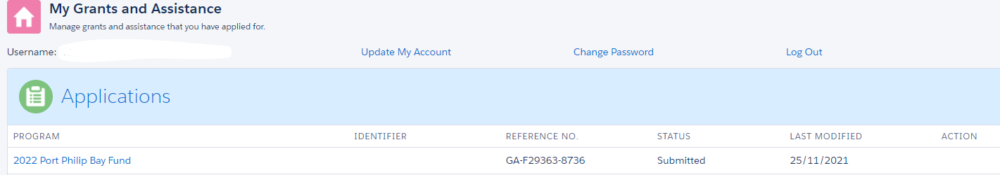 My Grants and Assistance
Manage grants and assistance that you have applied for.
Username: Update My Account Change Password Log Out
Applications
PROGRAM IDENTIFIER REFERENCE NO. STATUS LAST MODIFIED ACTION
2022 Port Philip Bay Fund GA-F29363-8736 Submitted 25/11/2021